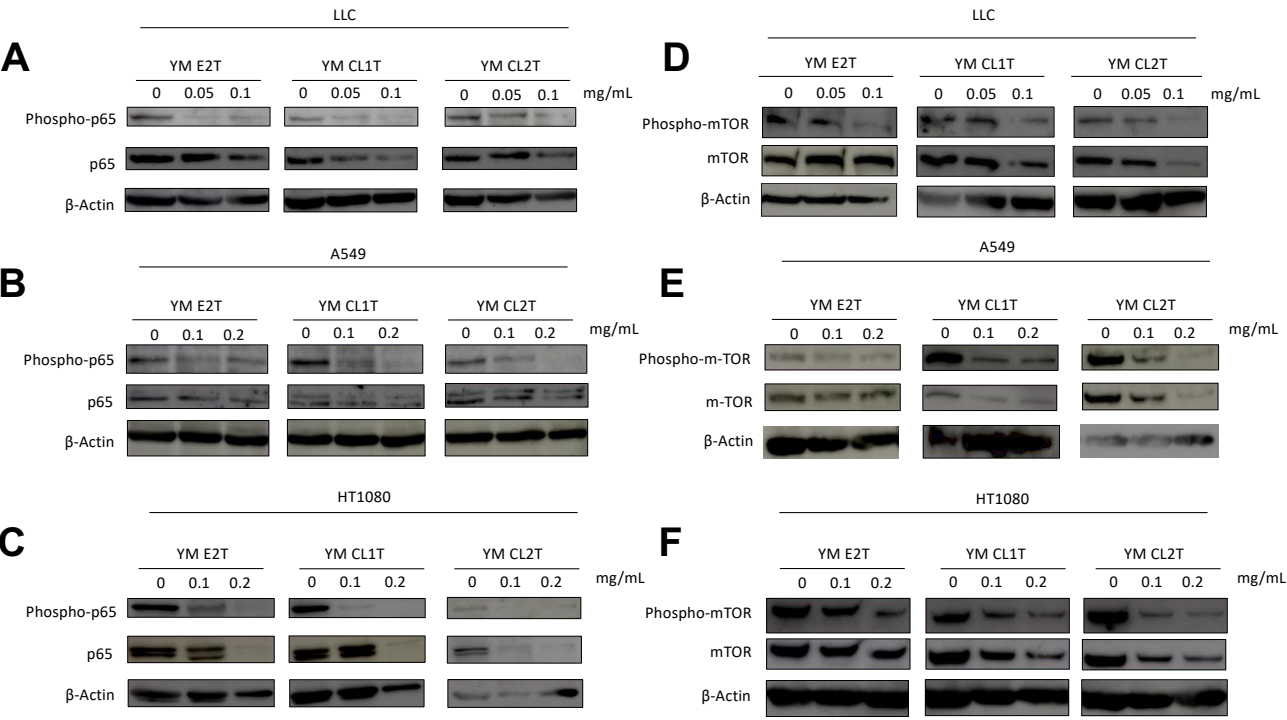 LLC
A
YM E2T YM CL1T YM CL2T
0 0.05 0.1 0 0.05 0.1 0 0.05 0.1 mg/mL
Phospho-p65
p65
β-Actin
A549
B
YM E2T YM CL1T YM CL2T
0 0.1 0.2 0 0.1 0.2 0 0.1 0.2 mg/mL
Phospho-p65
p65
β-Actin
HT1080
C
YM E2T YM CL1T YM CL2T
0 0.1 0.2 0 0.1 0.2 0 0.1 0.2 mg/mL
Phospho-p65
p65
β-Actin
LLC
D
YM E2T YM CL1T YM CL2T
0 0.05 0.1 0 0.05 0.1 0 0.05 0.1 mg/mL
Phospho-mTOR
mTOR
β-Actin
A549
E
YM E2T YM CL1T YM CL2T
0 0.1 0.2 0 0.1 0.2 0 0.1 0.2 mg/mL
Phospho-m-TOR
m-TOR
β-Actin
HT1080
F
YM E2T YM CL1T YM CL2T
0 0.1 0.2 0 0.1 0.2 0 0.1 0.2 mg/mL
Phospho-mTOR
mTOR
β-Actin